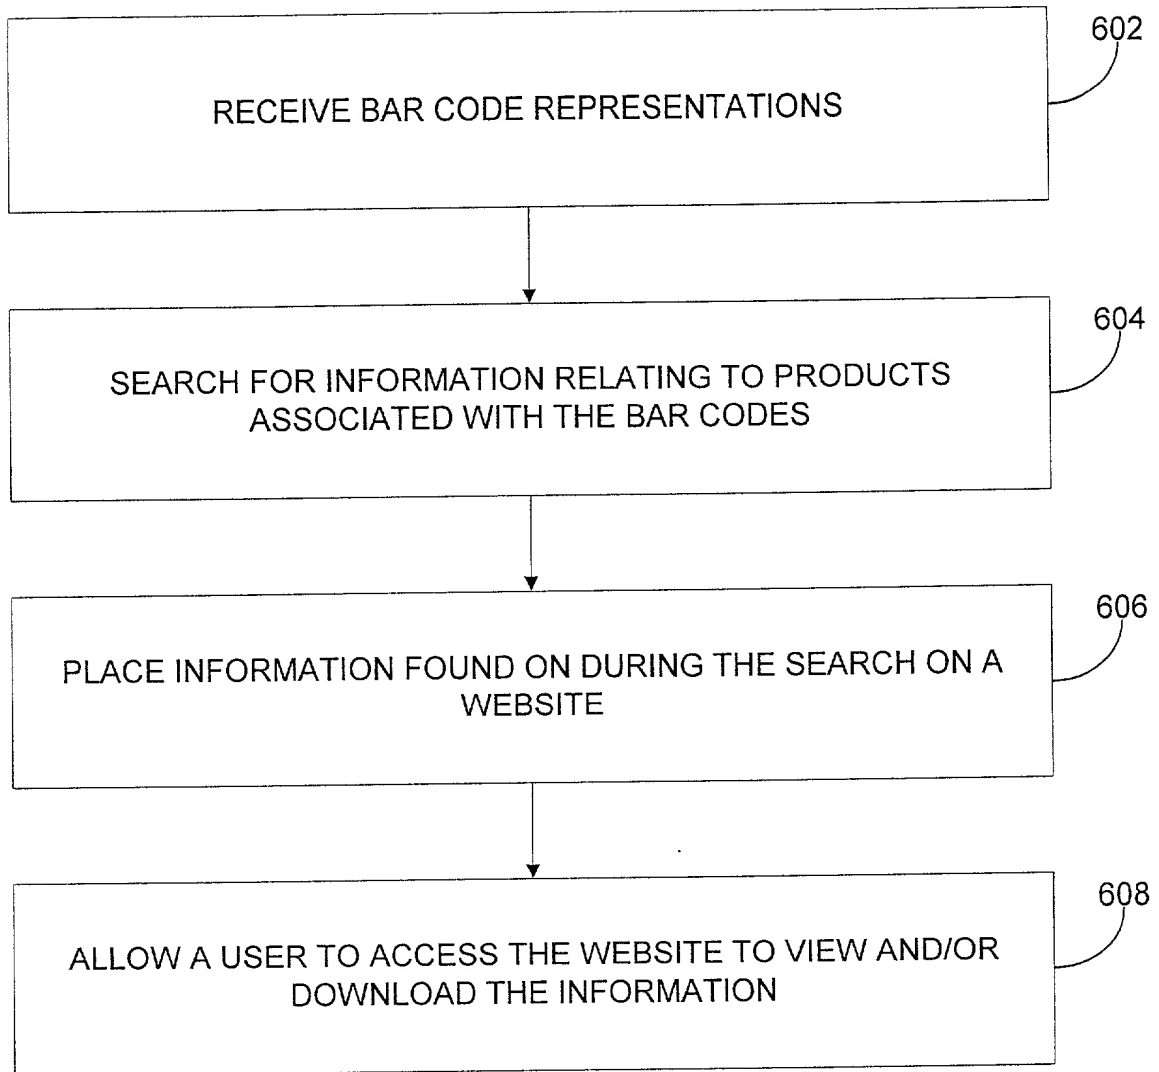 602
RECEIVE BAR CODE REPRESENTATIONS
604
SEARCH FOR INFORMATION RELATING TO PRODUCTS
ASSOCIATED WITH THE BAR CODES
606
PLACE INFORMATION FOUND ON DURING THE SEARCH ON A
WEBSITE
608
ALLOW A USER TO ACCESS THE WEBSITE TO VIEW AND/OR
DOWNLOAD THE INFORMATION